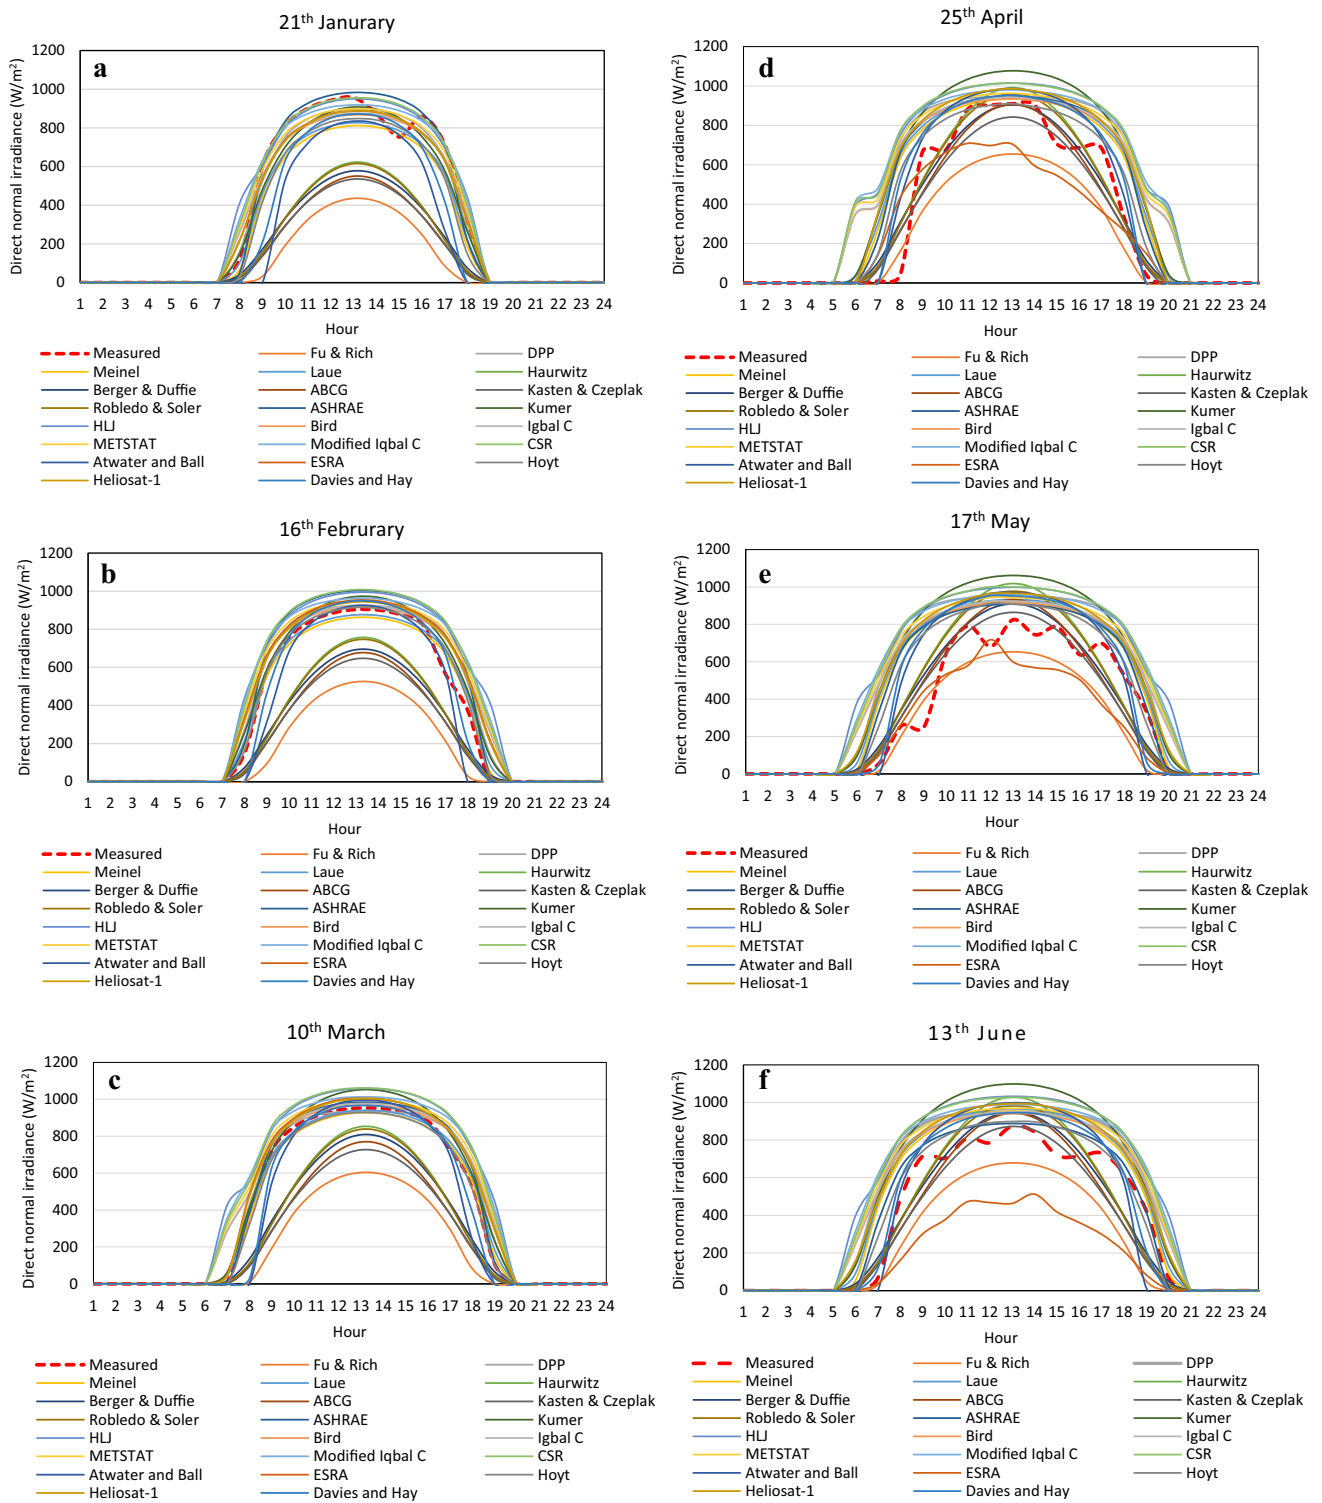 21th Janurary
Direct normal irradiance (W/m²)
1200
1000
800
600
400
200
0
a
1 2 3 4 5 6 7 8 9 10 11 12 13 14 15 16 17 18 19 20 21 22 23 24
Hour
Measured Fu & Rich DPP
Meinel Laue Haurwitz
Berger & Duffie ABCG Kasten & Czeplak
Robledo & Soler ASHRAE Kumer
HLJ Bird Igbal C
METSTAT Modified Iqbal C CSR
Atwater and Ball ESRA Hoyt
Heliosat-1 Davies and Hay
16th Februrary
Direct normal irradiance (W/m²)
1200
1000
800
600
400
200
0
b
1 2 3 4 5 6 7 8 9 10 11 12 13 14 15 16 17 18 19 20 21 22 23 24
Hour
Measured Fu & Rich DPP
Meinel Laue Haurwitz
Berger & Duffie ABCG Kasten & Czeplak
Robledo & Soler ASHRAE Kumer
HLJ Bird Igbal C
METSTAT Modified Iqbal C CSR
Atwater and Ball ESRA Hoyt
Heliosat-1 Davies and Hay
10th March
Direct normal irradiance (W/m²)
1200
1000
800
600
400
200
0
c
1 2 3 4 5 6 7 8 9 10 11 12 13 14 15 16 17 18 19 20 21 22 23 24
Hour
Measured Fu & Rich DPP
Meinel Laue Haurwitz
Berger & Duffie ABCG Kasten & Czeplak
Robledo & Soler ASHRAE Kumer
HLJ Bird Igbal C
METSTAT Modified Iqbal C CSR
Atwater and Ball ESRA Hoyt
Heliosat-1 Davies and Hay
25th April
Direct normal irradiance (W/m²)
1200
1000
800
600
400
200
0
d
1 2 3 4 5 6 7 8 9 10 11 12 13 14 15 16 17 18 19 20 21 22 23 24
Hour
Measured Fu & Rich DPP
Meinel Laue Haurwitz
Berger & Duffie ABCG Kasten & Czeplak
Robledo & Soler ASHRAE Kumer
HLJ Bird Igbal C
METSTAT Modified Iqbal C CSR
Atwater and Ball ESRA Hoyt
Heliosat-1 Davies and Hay
17th May
Direct normal irradiance (W/m²)
1200
1000
800
600
400
200
0
e
1 2 3 4 5 6 7 8 9 10 11 12 13 14 15 16 17 18 19 20 21 22 23 24
Hour
Measured Fu & Rich DPP
Meinel Laue Haurwitz
Berger & Duffie ABCG Kasten & Czeplak
Robledo & Soler ASHRAE Kumer
HLJ Bird Igbal C
METSTAT Modified Iqbal C CSR
Atwater and Ball ESRA Hoyt
Heliosat-1 Davies and Hay
13th June
Direct normal irradiance (W/m²)
1200
1000
800
600
400
200
0
f
1 2 3 4 5 6 7 8 9 10 11 12 13 14 15 16 17 18 19 20 21 22 23 24
Hour
Measured Fu & Rich DPP
Meinel Laue Haurwitz
Berger & Duffie ABCG Kasten & Czeplak
Robledo & Soler ASHRAE Kumer
HLJ Bird Igbal C
METSTAT Modified Iqbal C CSR
Atwater and Ball ESRA Hoyt
Heliosat-1 Davies and Hay